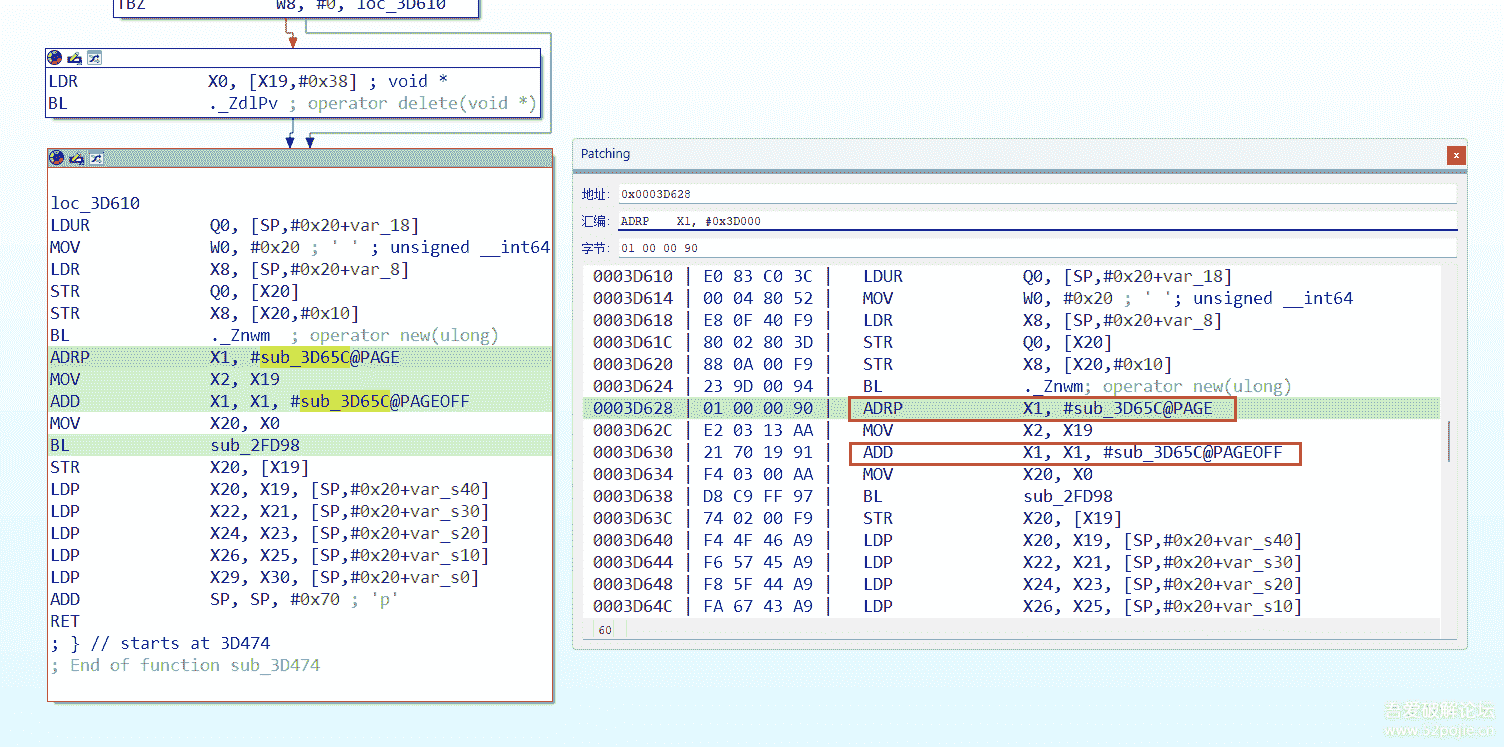 TBZ W8, #0, loc_3D610
LDR X0, [X19,#0x38] ; void *
BL ._ZdlPv ; operator delete(void *)
loc_3D610
LDUR Q0, [SP,#0x20+var_18]
MOV W0, #0x20 ; ' ' ; unsigned __int64
LDR X8, [SP,#0x20+var_8]
STR Q0, [X20]
STR X8, [X20,#0x10]
BL ._Znwm ; operator new(ulong)
ADRP X1, #sub_3D65C@PAGE
MOV X2, X19
ADD X1, X1, #sub_3D65C@PAGEOFF
MOV X20, X0
BL sub_2FD98
STR X20, [X19]
LDP X20, X19, [SP,#0x20+var_s40]
LDP X22, X21, [SP,#0x20+var_s30]
LDP X24, X23, [SP,#0x20+var_s20]
LDP X26, X25, [SP,#0x20+var_s10]
LDP X29, X30, [SP,#0x20+var_s0]
ADD SP, SP, #0x70 ; 'p'
RET
; } // starts at 3D474
; End of function sub_3D474
Patching
x
地址: 0x0003D628
汇编: ADRP X1, #0x3D000
字节: 01 00 00 90
0003D610 | E0 83 C0 3C | LDUR Q0, [SP,#0x20+var_18]
0003D614 | 00 04 80 52 | MOV W0, #0x20 ; ' '; unsigned __int64
0003D618 | E8 0F 40 F9 | LDR X8, [SP,#0x20+var_8]
0003D61C | 80 02 80 3D | STR Q0, [X20]
0003D620 | 88 0A 00 F9 | STR X8, [X20,#0x10]
0003D624 | 23 9D 00 94 | BL ._Znwm; operator new(ulong)
0003D628 | 01 00 00 90 | ADRP X1, #sub_3D65C@PAGE
0003D62C | E2 03 13 AA | MOV X2, X19
0003D630 | 21 70 19 91 | ADD X1, X1, #sub_3D65C@PAGEOFF
0003D634 | F4 03 00 AA | MOV X20, X0
0003D638 | D8 C9 FF 97 | BL sub_2FD98
0003D63C | 74 02 00 F9 | STR X20, [X19]
0003D640 | F4 4F 46 A9 | LDP X20, X19, [SP,#0x20+var_s40]
0003D644 | F6 57 45 A9 | LDP X22, X21, [SP,#0x20+var_s30]
0003D648 | F8 5F 44 A9 | LDP X24, X23, [SP,#0x20+var_s20]
0003D64C | FA 67 43 A9 | LDP X26, X25, [SP,#0x20+var_s10]
60
吾爱破解论坛
www.52pojie.cn